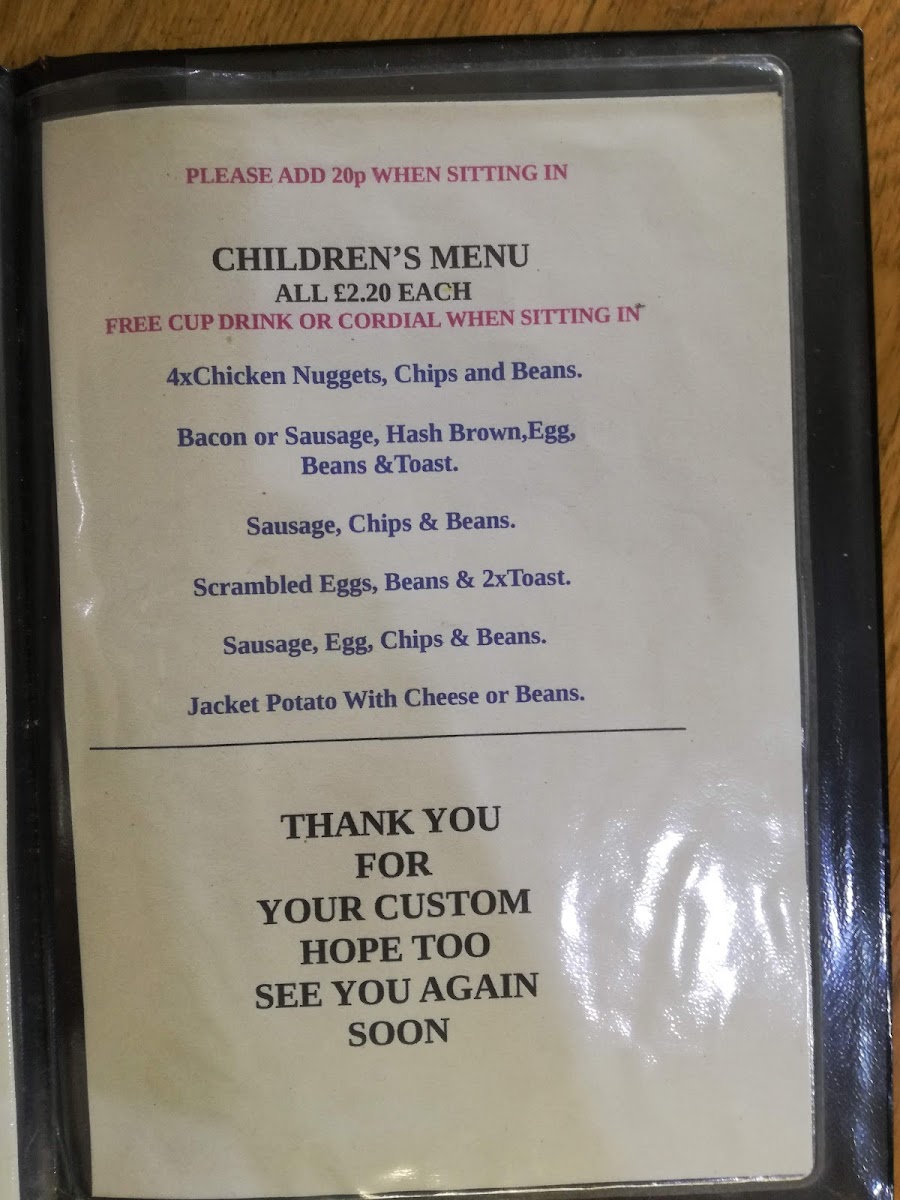 PLEASE ADD 20p WHEN SITTING IN
CHILDREN'S MENU
ALL £2.20 EACH
FREE CUP DRINK OR CORDIAL WHEN SITTING IN
4xChicken Nuggets, Chips and Beans.
Bacon or Sausage, Hash Brown,Egg,
Beans &Toast.
Sausage, Chips & Beans.
Scrambled Eggs, Beans & 2xToast.
Sausage, Egg, Chips & Beans.
Jacket Potato With Cheese or Beans.
THANK YOU
FOR
YOUR CUSTOM
HOPE TOO
SEE YOU AGAIN
SOON